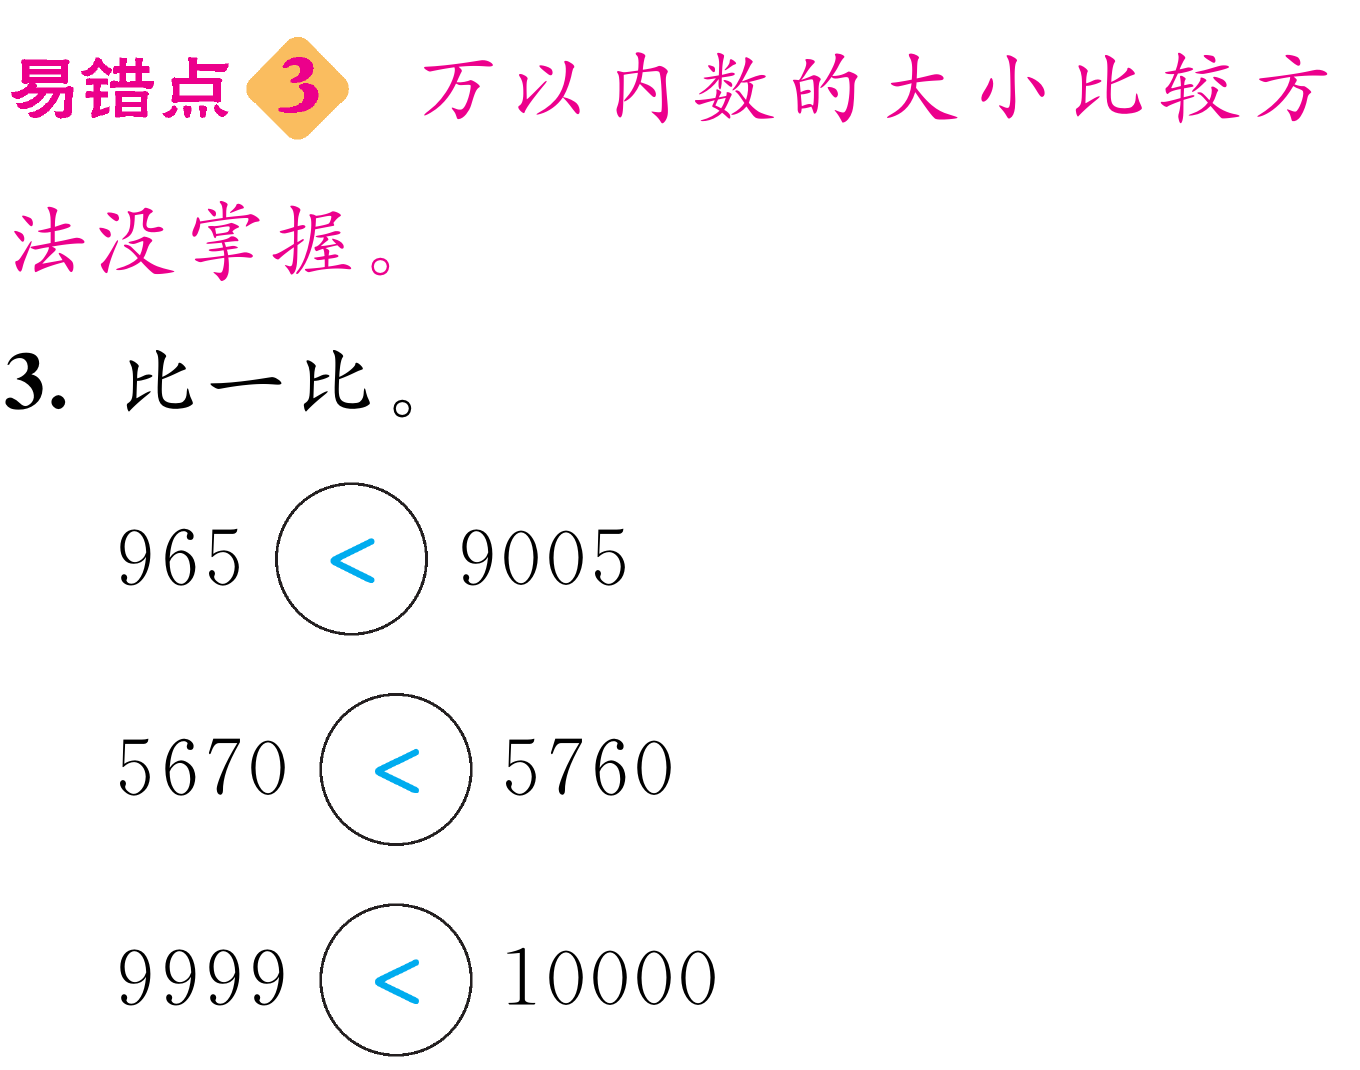 易错点3 万以内数的大小比较方
法没掌握。
3. 比一比。
965 < 9005
5670 < 5760
9999 < 10000